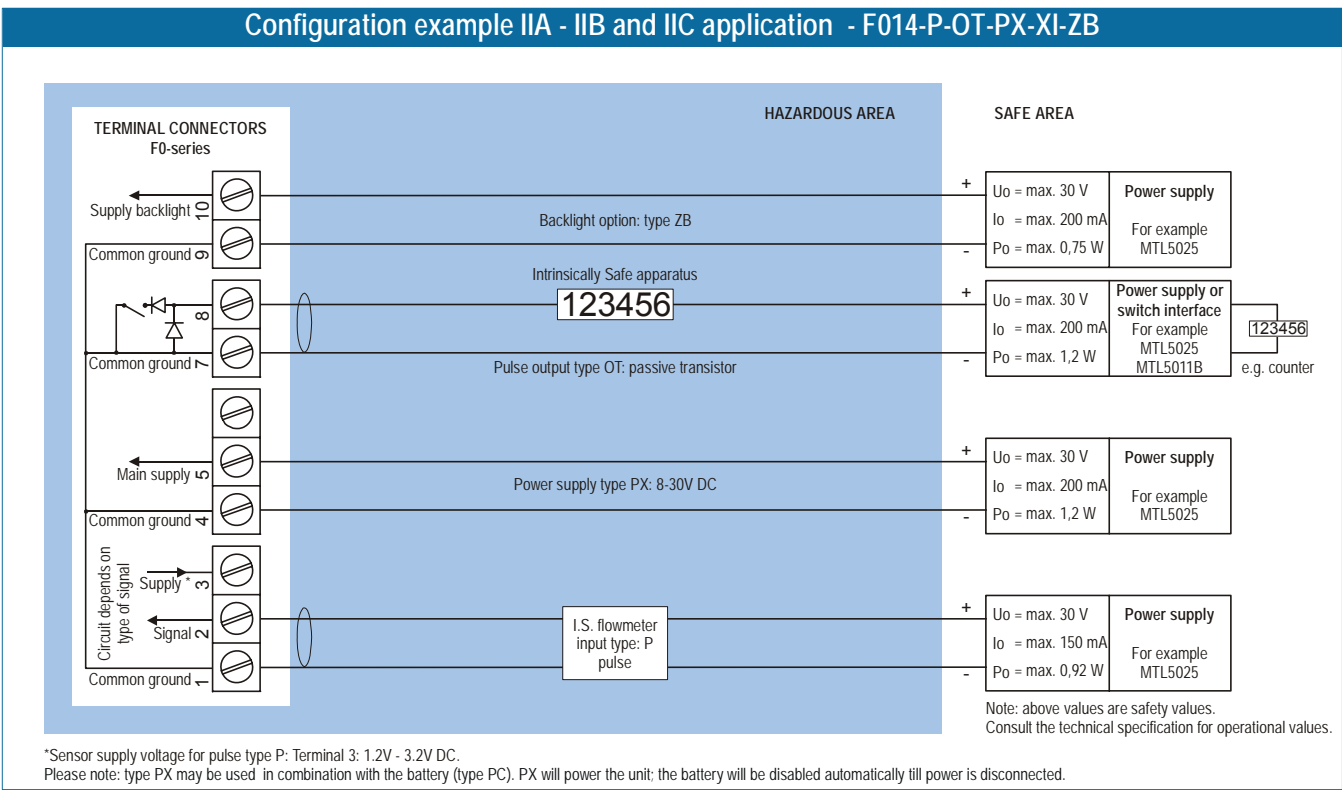 Configuration example IIA - IIB and IIC application - F014-P-OT-PX-XI-ZB
HAZARDOUS AREA
SAFE AREA
TERMINAL CONNECTORS
F0-series
Supply backlight 10
Common ground 9
8
Common ground 7
Main supply 5
Common ground 4
Circuit depends on
type of signal
Supply * 3
Signal 2
Common ground 1
Backlight option: type ZB
+
-
Uo = max. 30 V
Io = max. 200 mA
Po = max. 0,75 W
Power supply
For example
MTL5025
Intrinsically Safe apparatus
123456
Pulse output type OT: passive transistor
+
-
Uo = max. 30 V
Io = max. 200 mA
Po = max. 1,2 W
Power supply or
switch interface
For example
MTL5025
MTL5011B
123456
e.g. counter
Power supply type PX: 8-30V DC
+
-
Uo = max. 30 V
Io = max. 200 mA
Po = max. 1,2 W
Power supply
For example
MTL5025
I.S. flowmeter
input type: P
pulse
+
-
Uo = max. 30 V
Io = max. 150 mA
Po = max. 0,92 W
Power supply
For example
MTL5025
Note: above values are safety values.
Consult the technical specification for operational values.
*Sensor supply voltage for pulse type P: Terminal 3: 1.2V - 3.2V DC.
Please note: type PX may be used in combination with the battery (type PC). PX will power the unit; the battery will be disabled automatically till power is disconnected.